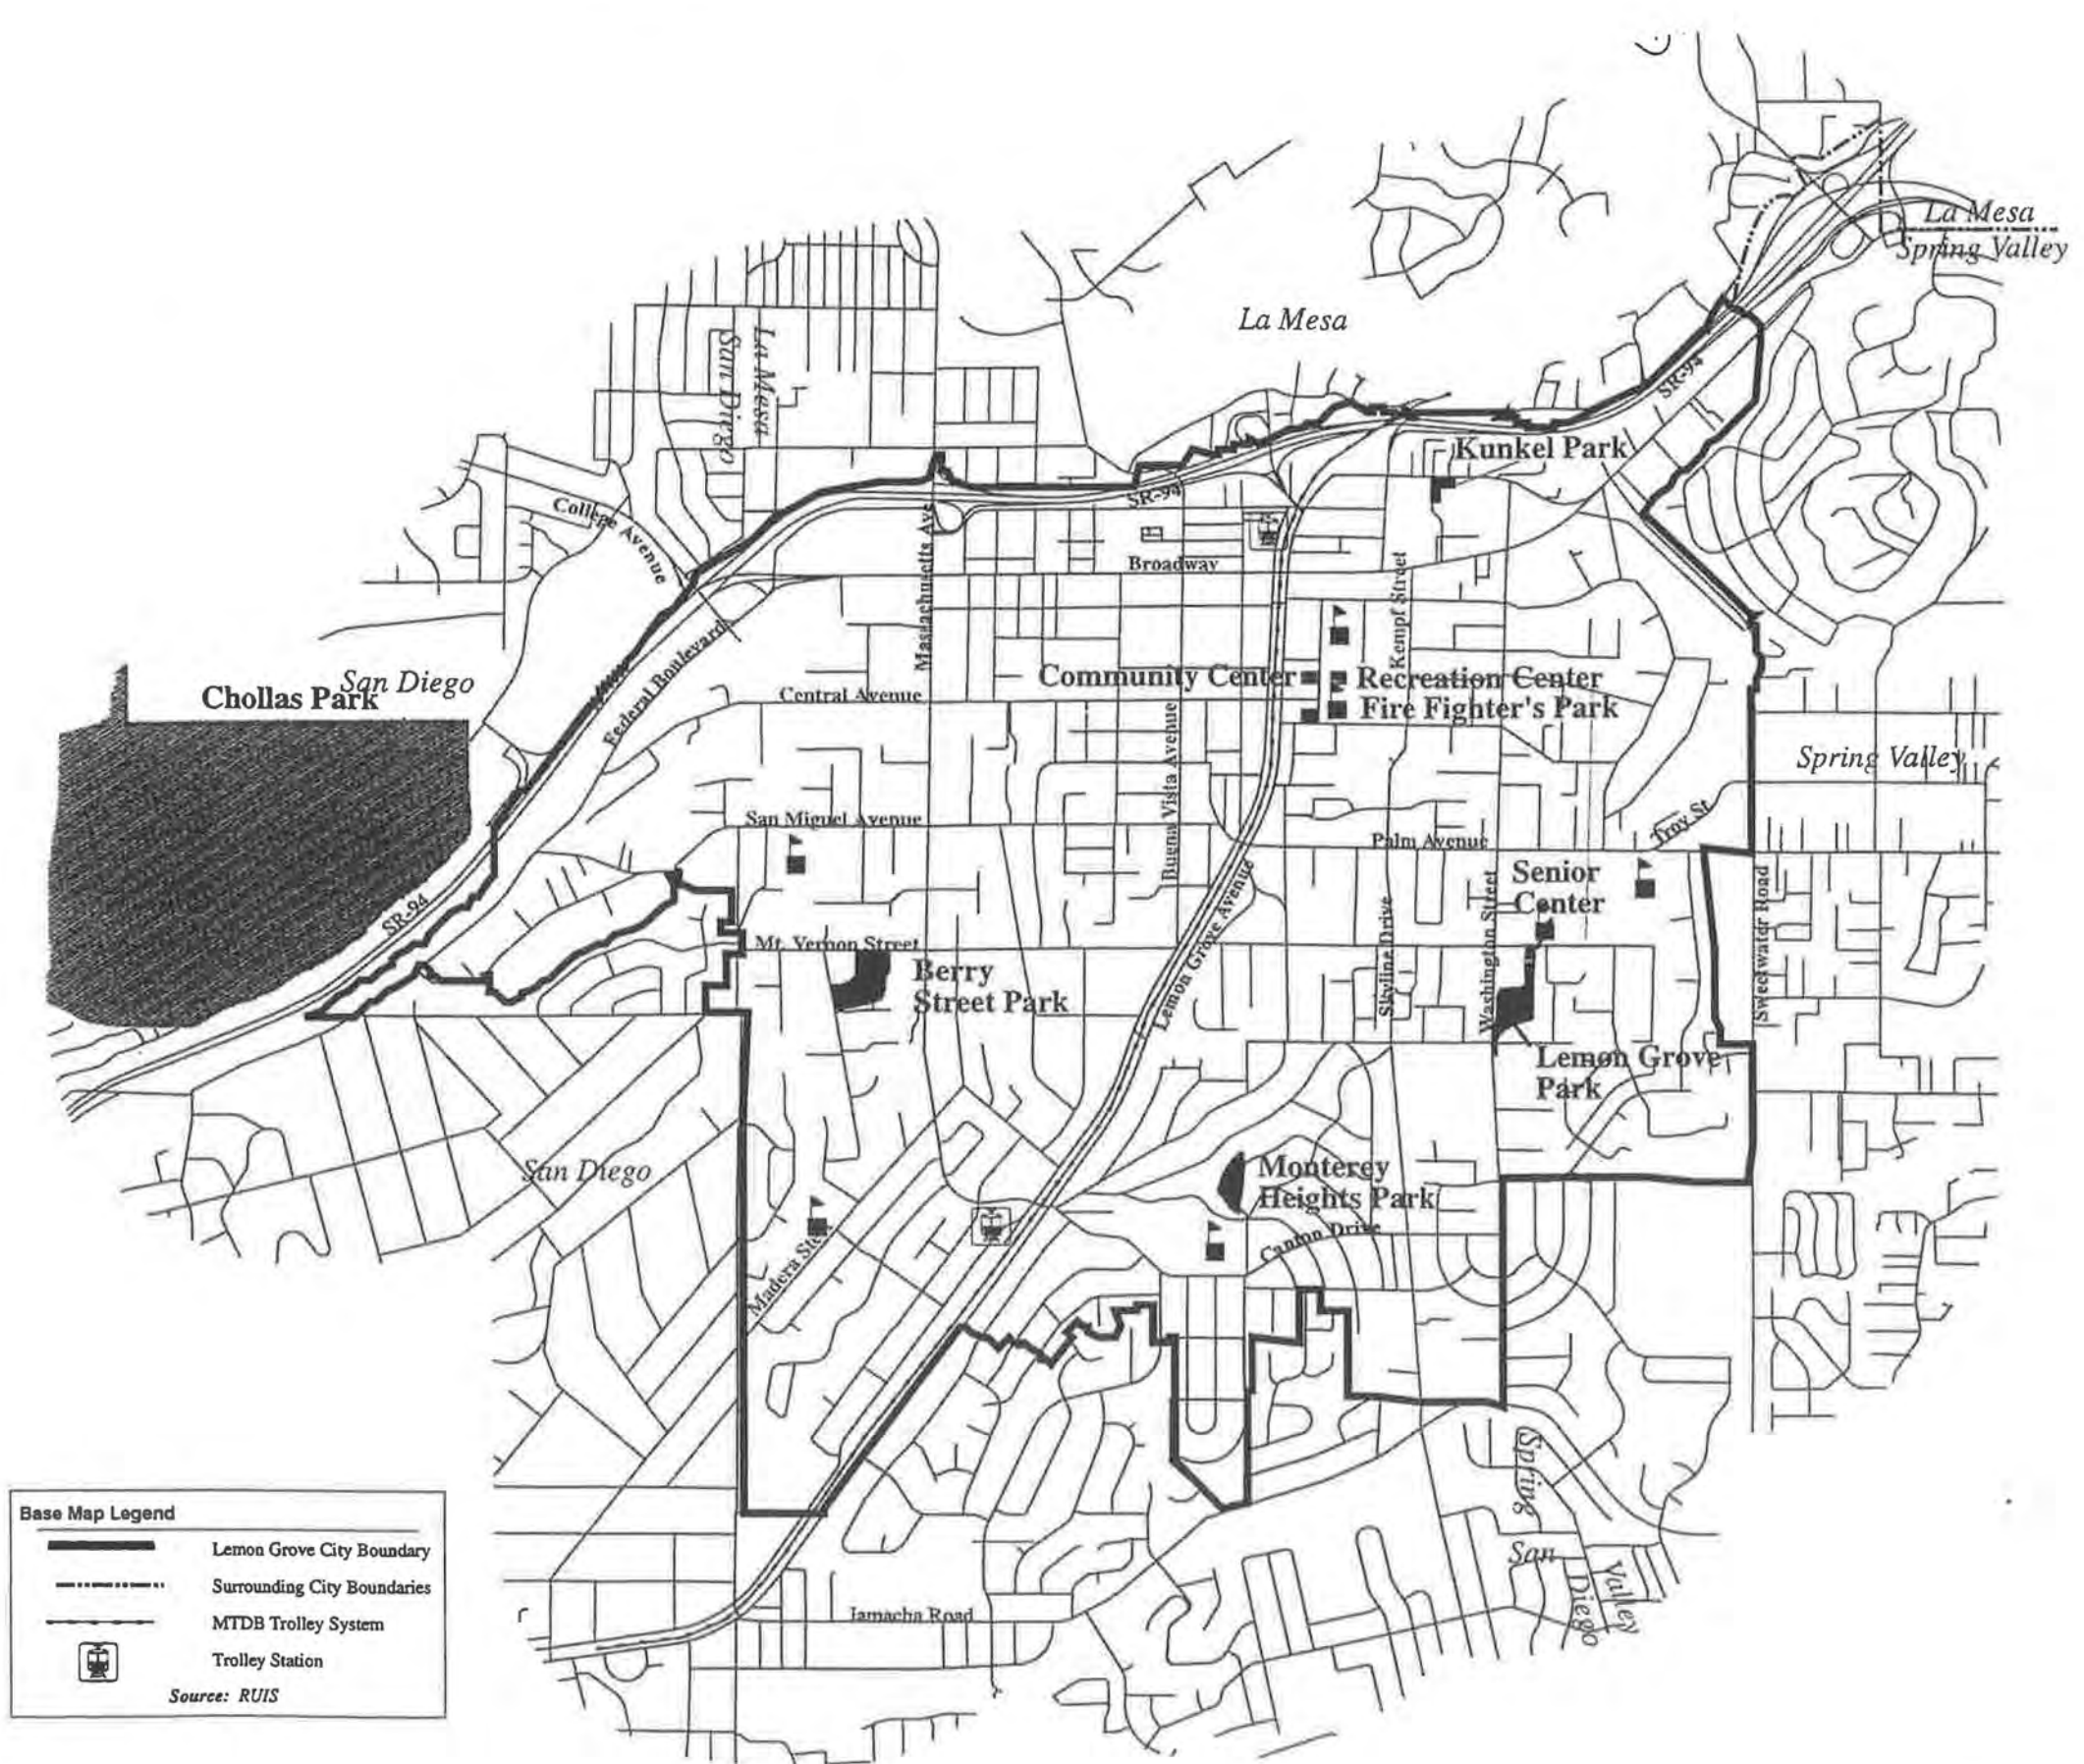 La Mesa
Spring Valley
La Mesa
La Mesa
San Diego
SR-94
Kunkel Park
SR-94
College Avenue
Massachusetts Ave
Broadway
Kempf Street
Federal Boulevard
San Diego
Chollas Park
Community Center
Recreation Center
Central Avenue
Fire Fighter's Park
Buena Vista Avenue
Spring Valley
San Miguel Avenue
Troy St
Palm Avenue
Senior
Center
SR-94
Lemon Grove Avenue
Skyline Drive
Washington Street
Sweetwater Road
Mt. Vernon Street
Berry
Street Park
Lemon Grove
Park
San Diego
Monterey
Heights Park
Canton Drive
Spring
Valley
San
Diego
Jamacha Road
Base Map Legend
Lemon Grove City Boundary
Surrounding City Boundaries
MTDB Trolley System
Trolley Station
Source: RUIS